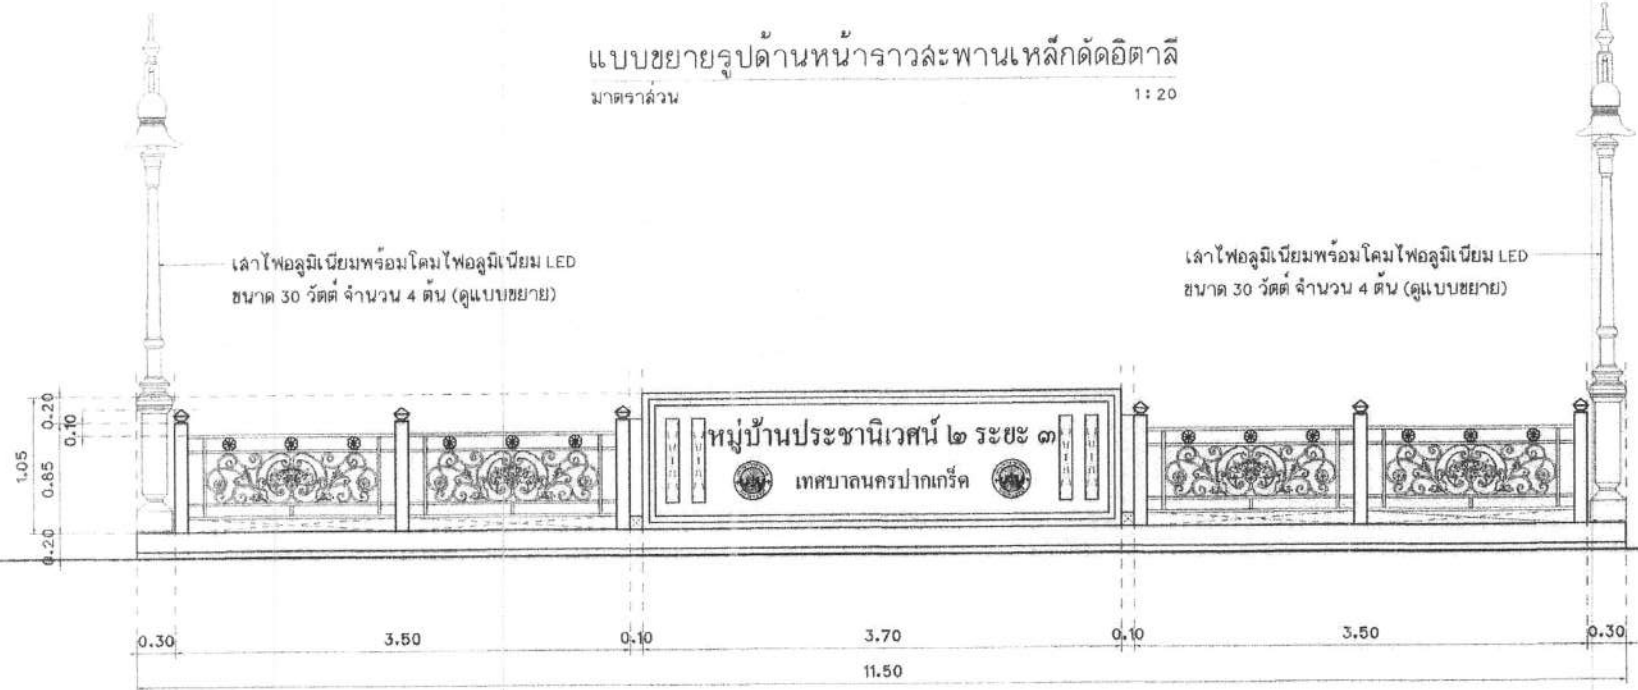 แบบขยายรูปด้านหน้าราวสะพานเหล็กดัดอิตาลี
มาตราส่วน 1:20
เสาไฟอลูมิเนียมพร้อมโคมไฟอลูมิเนียม LED
ขนาด 30 วัตต์ จำนวน 4 ต้น (ดูแบบขยาย)
เสาไฟอลูมิเนียมพร้อมโคมไฟอลูมิเนียม LED
ขนาด 30 วัตต์ จำนวน 4 ต้น (ดูแบบขยาย)
หมู่บ้านประชานิเวศน์ ๒ ระยะ ๓
เทศบาลนครปากเกร็ด
0.20
0.10
1.05
0.85
0.20
0.30 3.50 0.10 3.70 0.10 3.50 0.30
11.50